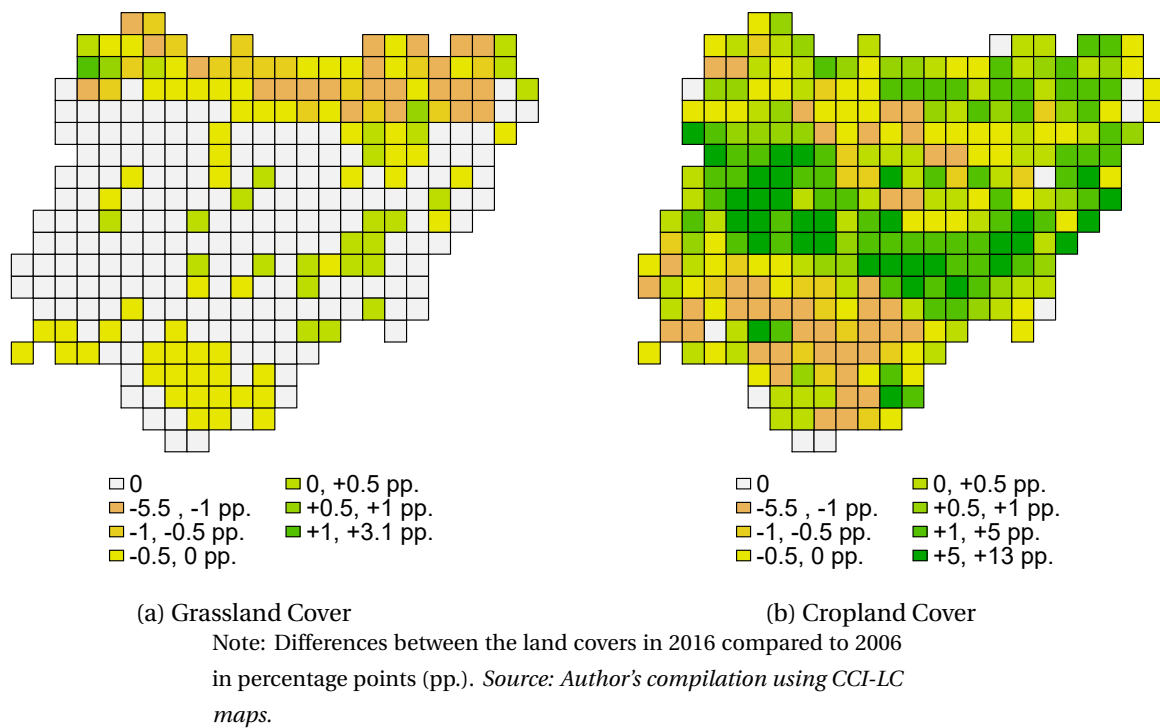 0
-5.5 , -1 pp.
-1, -0.5 pp.
-0.5, 0 pp.
0, +0.5 pp.
+0.5, +1 pp.
+1, +3.1 pp.
0
-5.5 , -1 pp.
-1, -0.5 pp.
-0.5, 0 pp.
0, +0.5 pp.
+0.5, +1 pp.
+1, +5 pp.
+5, +13 pp.
(a) Grassland Cover
(b) Cropland Cover
Note: Differences between the land covers in 2016 compared to 2006
in percentage points (pp.). Source: Author's compilation using CCI-LC
maps.